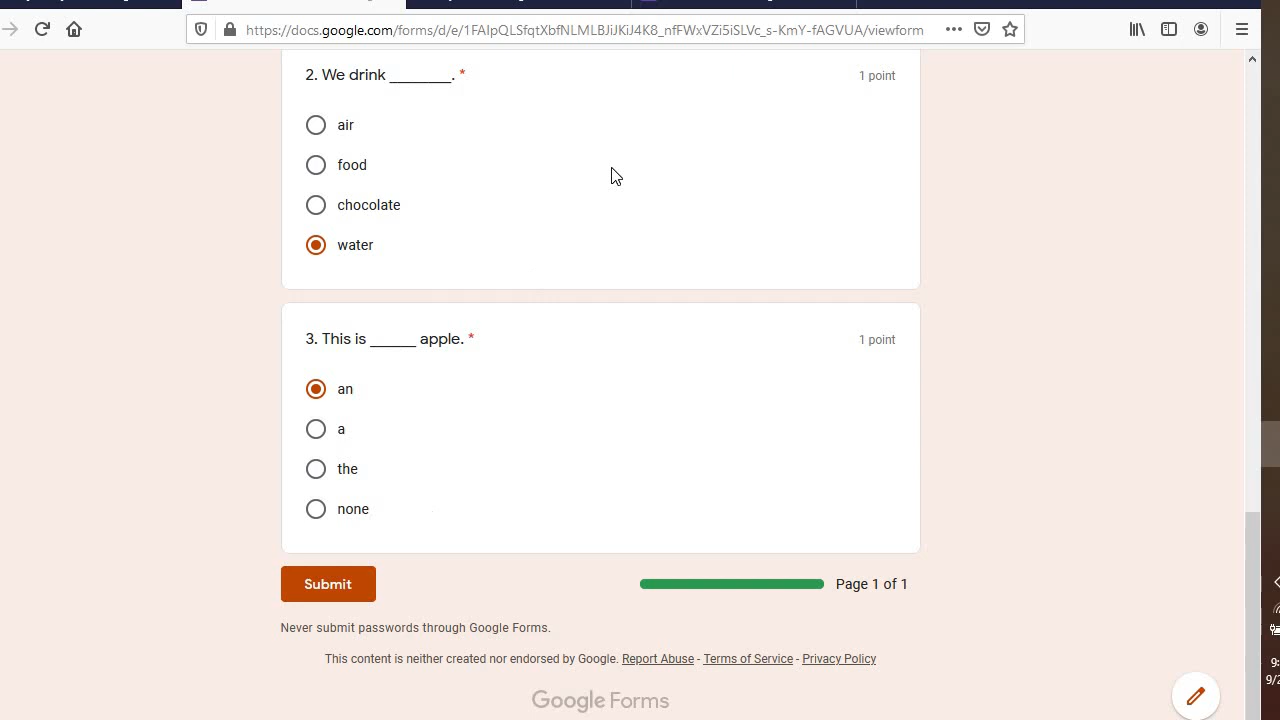 https://docs.google.com/forms/d/e/1FAIpQLSfqtXbfNLMLBJiJKiJ4K8_nfFWxVZi5iSLVc_s-KmY-fAGVUA/viewform
2. We drink ________. *
1 point
air
food
chocolate
water
3. This is ______ apple. *
1 point
an
a
the
none
Submit
Page 1 of 1
Never submit passwords through Google Forms.
This content is neither created nor endorsed by Google. Report Abuse - Terms of Service - Privacy Policy
Google Forms